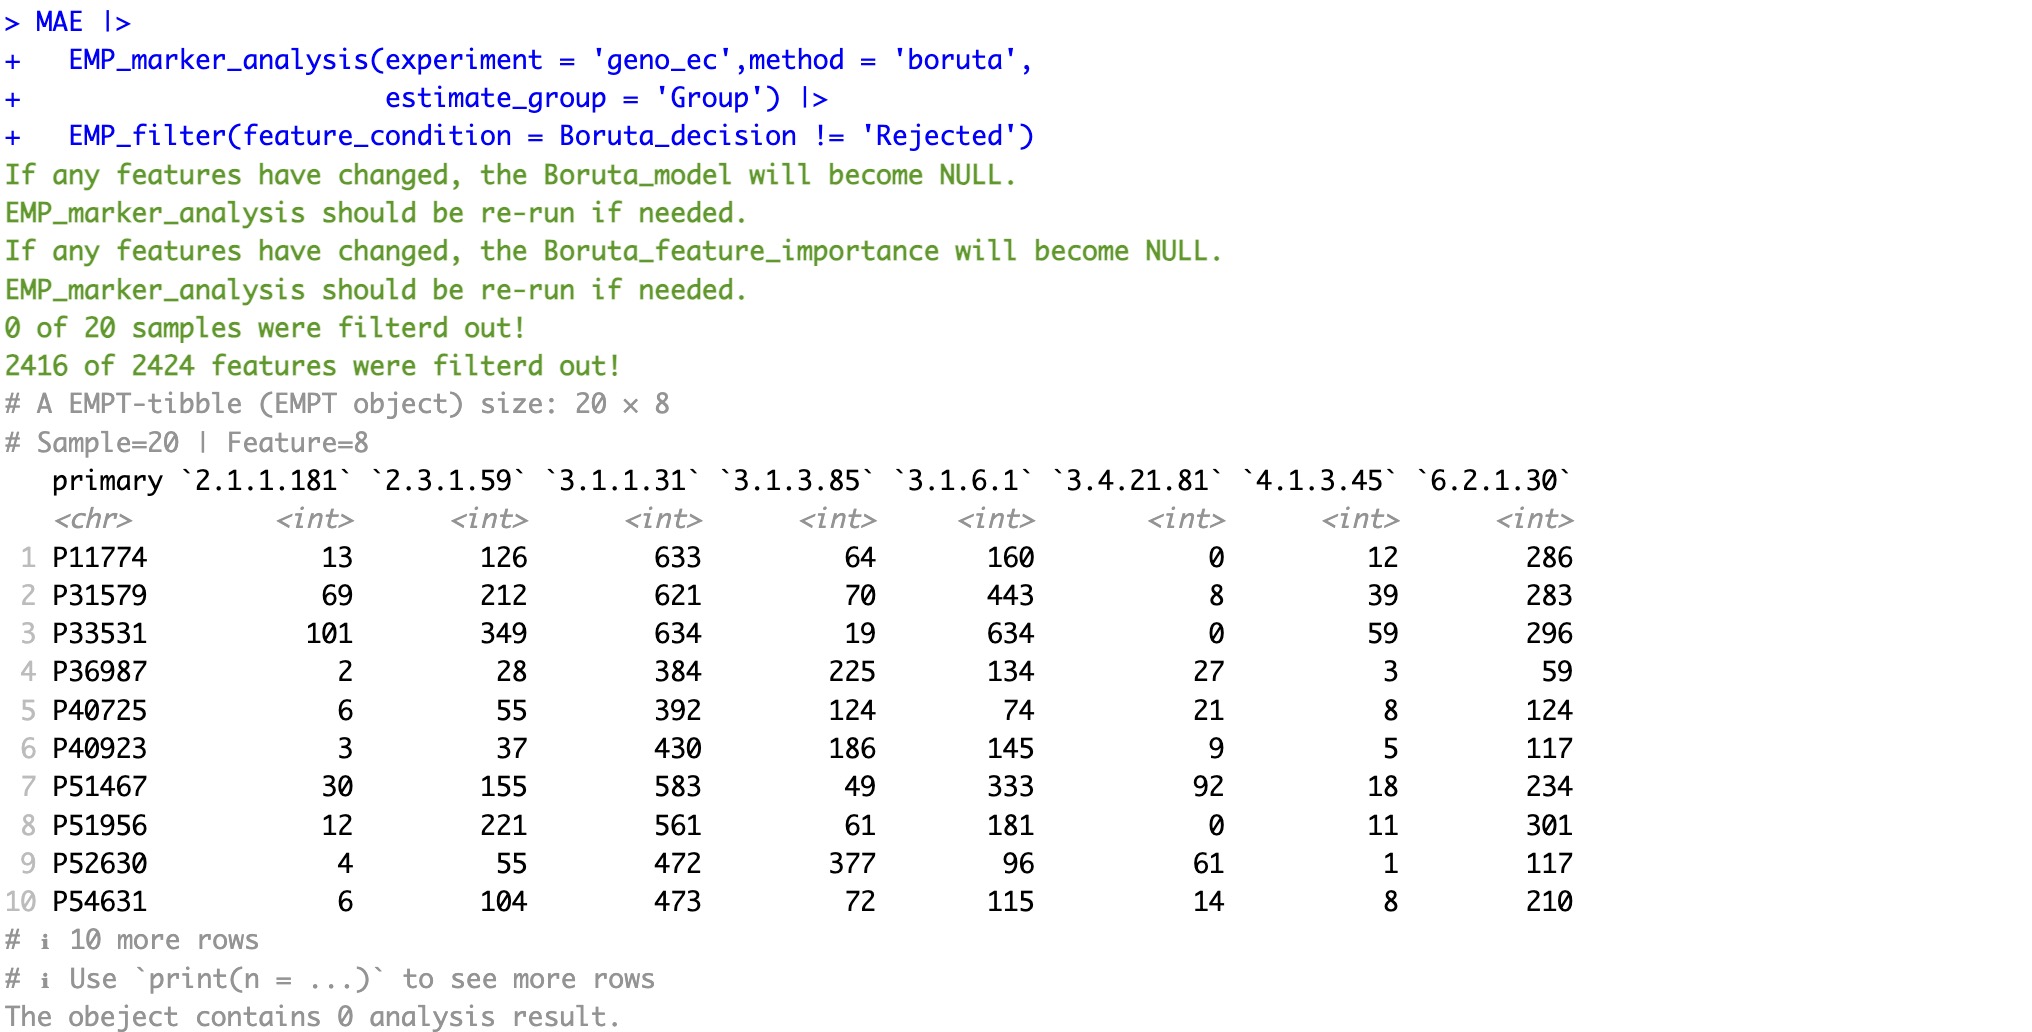 > MAE |>
+   EMP_marker_analysis(experiment = 'geno_ec',method = 'boruta',
+                       estimate_group = 'Group') |>
+   EMP_filter(feature_condition = Boruta_decision != 'Rejected')
If any features have changed, the Boruta_model will become NULL.
EMP_marker_analysis should be re-run if needed.
If any features have changed, the Boruta_feature_importance will become NULL.
EMP_marker_analysis should be re-run if needed.
0 of 20 samples were filterd out!
2416 of 2424 features were filterd out!
# A EMPT-tibble (EMPT object) size: 20 × 8
# Sample=20 | Feature=8
   primary `2.1.1.181` `2.3.1.59` `3.1.1.31` `3.1.3.85` `3.1.6.1` `3.4.21.81` `4.1.3.45` `6.2.1.30`
   <chr>         <int>      <int>      <int>      <int>     <int>       <int>      <int>      <int>
 1 P11774           13        126        633         64       160           0         12        286
 2 P31579           69        212        621         70       443           8         39        283
 3 P33531          101        349        634         19       634           0         59        296
 4 P36987            2         28        384        225       134          27          3         59
 5 P40725            6         55        392        124        74          21          8        124
 6 P40923            3         37        430        186       145           9          5        117
 7 P51467           30        155        583         49       333          92         18        234
 8 P51956           12        221        561         61       181           0         11        301
 9 P52630            4         55        472        377        96          61          1        117
10 P54631            6        104        473         72       115          14          8        210
# ℹ 10 more rows
# ℹ Use `print(n = ...)` to see more rows
The obeject contains 0 analysis result.